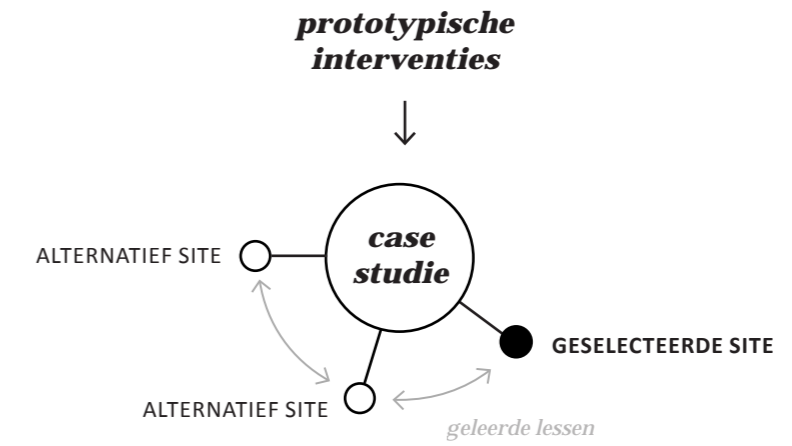 prototypische
interventies
case
studie
ALTERNATIEF SITE
GESELECTEERDE SITE
ALTERNATIEF SITE
geleerde lessen